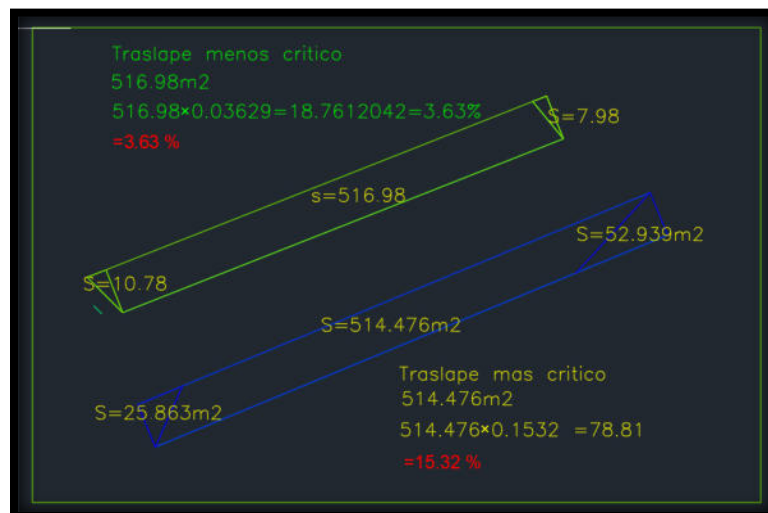 Traslape menos critico
516.98m2
516.98×0.03629=18.7612042=3.63%
=3.63 %
S=7.98
s=516.98
S=10.78
S=52.939m2
S=514.476m2
S=25.863m2
Traslape mas critico
514.476m2
514.476×0.1532 =78.81
=15.32 %